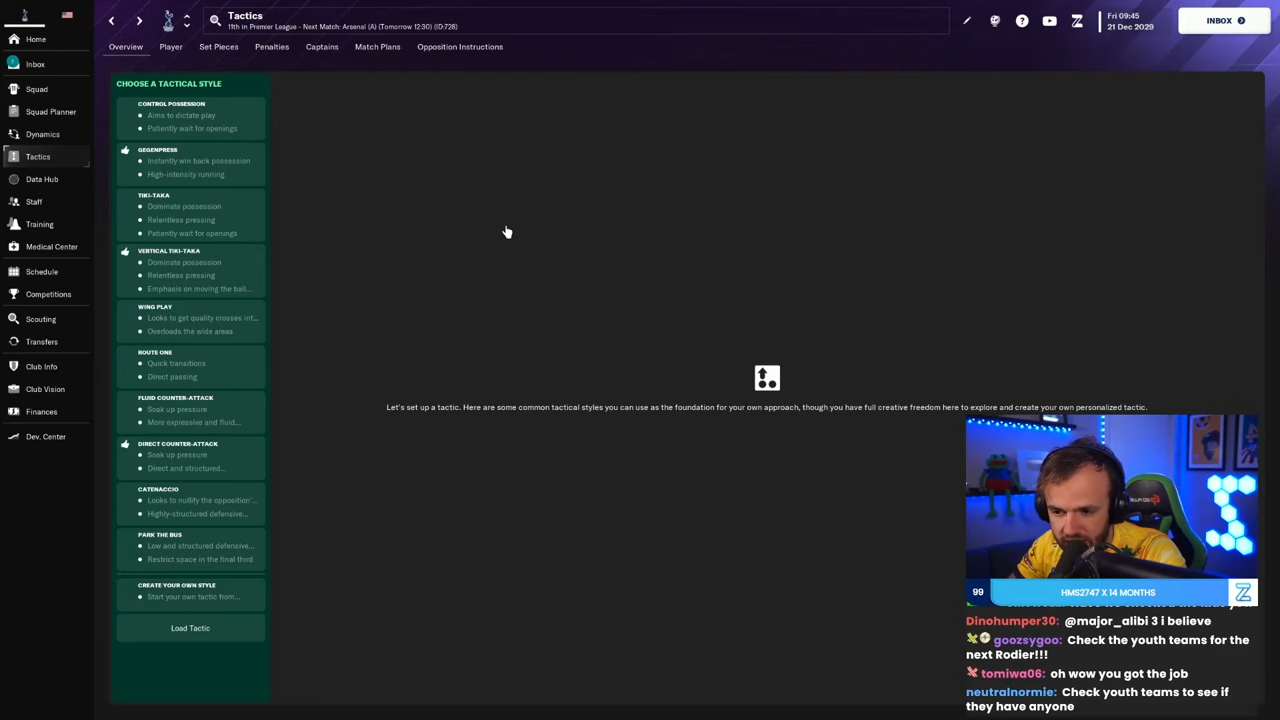 Tactics
11th in Premier League - Next Match: Arsenal (A) (Tomorrow 12:30) (ID:728)
Fri 09:45
21 Dec 2029
INBOX
Overview
Player
Set Pieces
Penalties
Captains
Match Plans
Opposition Instructions
Home
Inbox
Squad
Squad Planner
Dynamics
Tactics
Data Hub
Staff
Training
Medical Center
Schedule
Competitions
Scouting
Transfers
Club Info
Club Vision
Finances
Dev. Center
CHOOSE A TACTICAL STYLE
CONTROL POSSESSION
Aims to dictate play
Patiently wait for openings
GEGENPRESS
Instantly win back possession
High-intensity running
TIKI-TAKA
Dominate possession
Relentless pressing
Patiently wait for openings
VERTICAL TIKI-TAKA
Dominate possession
Relentless pressing
Emphasis on moving the ball...
WING PLAY
Looks to get quality crosses int...
Overloads the wide areas
ROUTE ONE
Quick transitions
Direct passing
FLUID COUNTER-ATTACK
Soak up pressure
More expressive and fluid...
DIRECT COUNTER-ATTACK
Soak up pressure
Direct and structured...
CATENACCIO
Looks to nullify the opposition'...
Highly-structured defensive...
PARK THE BUS
Low and structured defensive...
Restrict space in the final third
CREATE YOUR OWN STYLE
Start your own tactic from...
Load Tactic
Let's set up a tactic. Here are some common tactical styles you can use as the foundation for your own approach, though you have full creative freedom here to explore and create your own personalized tactic.
99
HMS2747 X 14 MONTHS
Dinohumper30: @major_alibi 3 i believe
goozsygoo: Check the youth teams for the
next Rodier!!!
tomiwa06: oh wow you got the job
neutralnormie: Check youth teams to see if
they have anyone